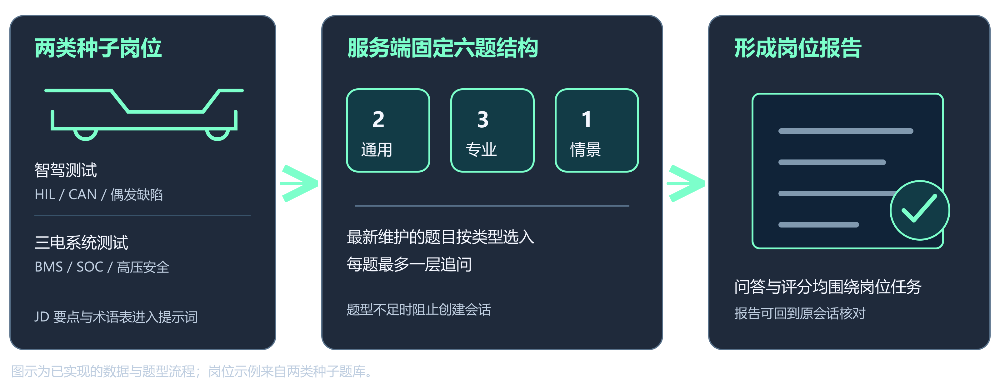 两类种子岗位
智驾测试
HIL / CAN / 偶发缺陷
三电系统测试
BMS / SOC / 高压安全
JD 要点与术语表进入提示词
服务端固定六题结构
2
通用
3
专业
1
情景
最新维护的题目按类型选入
每题最多一层追问
题型不足时阻止创建会话
形成岗位报告
问答与评分均围绕岗位任务
报告可回到原会话核对
图示为已实现的数据与题型流程；岗位示例来自两类种子题库。